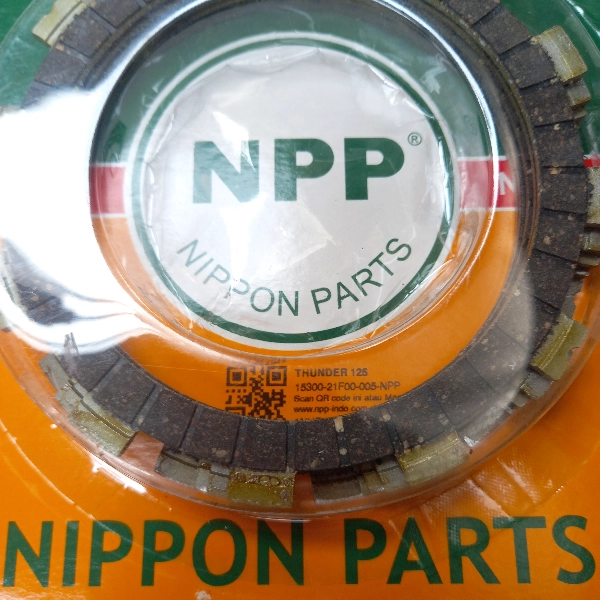 NPP®
NIPPON PARTS
THUNDER 125
15300-21F00-005-NPP
Scan QR code ini atau
www.npp-indo.com
NIPPON PARTS